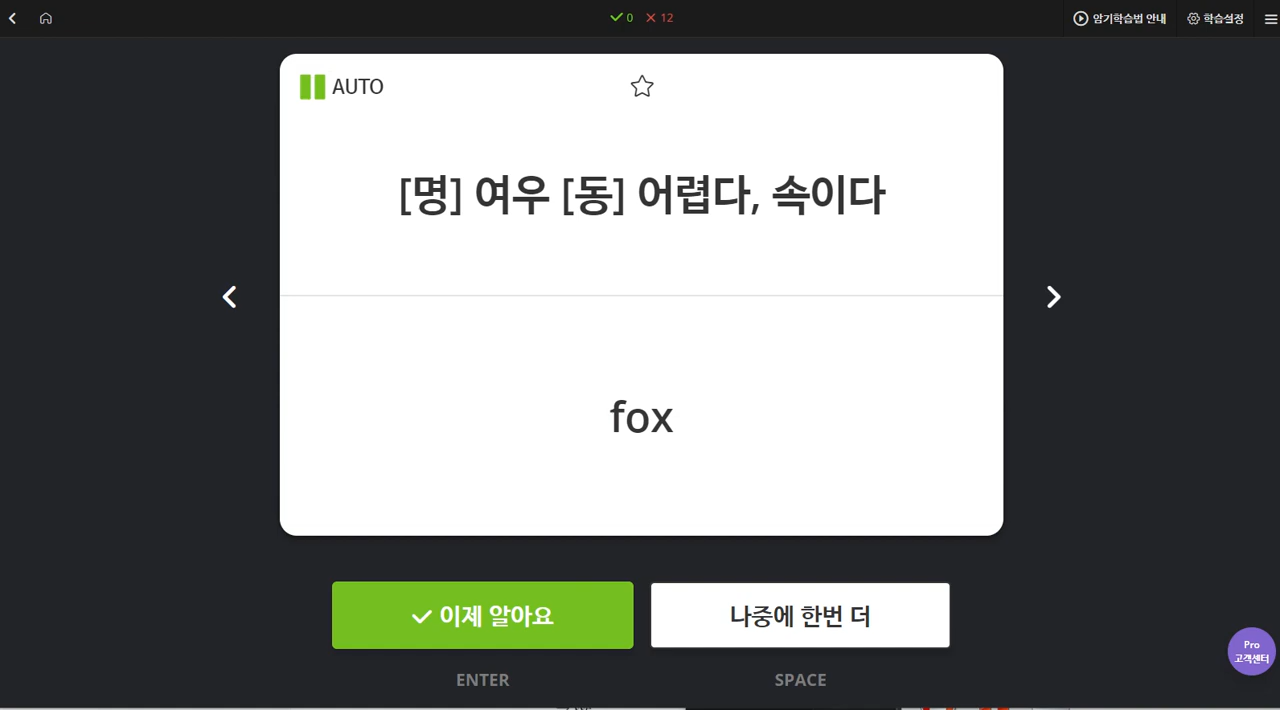 0 12
암기학습법 안내
학습설정
AUTO
[명] 여우 [동] 어렵다, 속이다
fox
이제 알아요
나중에 한번 더
ENTER
SPACE
Pro
고객센터